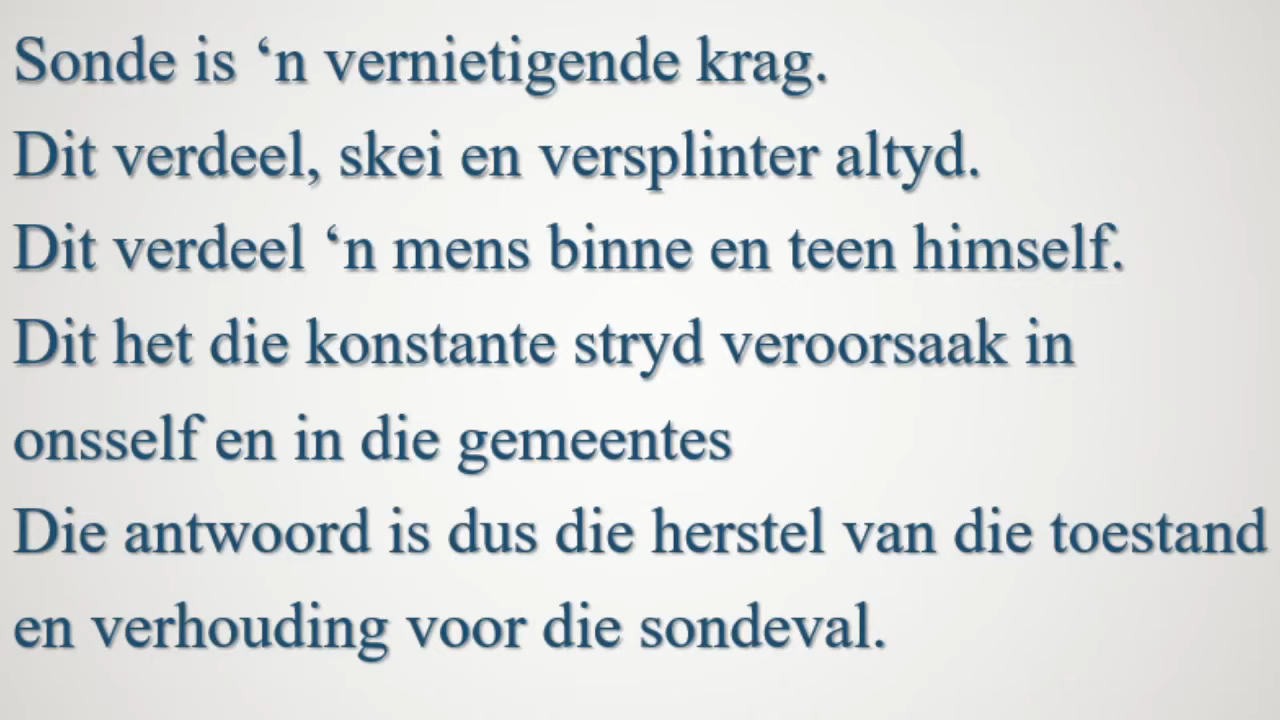 Sonde is ‘n vernietigende krag.
Dit verdeel, skei en versplinter altyd.
Dit verdeel ‘n mens binne en teen himself.
Dit het die konstante stryd veroorsaak in
onsself en in die gemeentes
Die antwoord is dus die herstel van die toestand
en verhouding voor die sondeval.